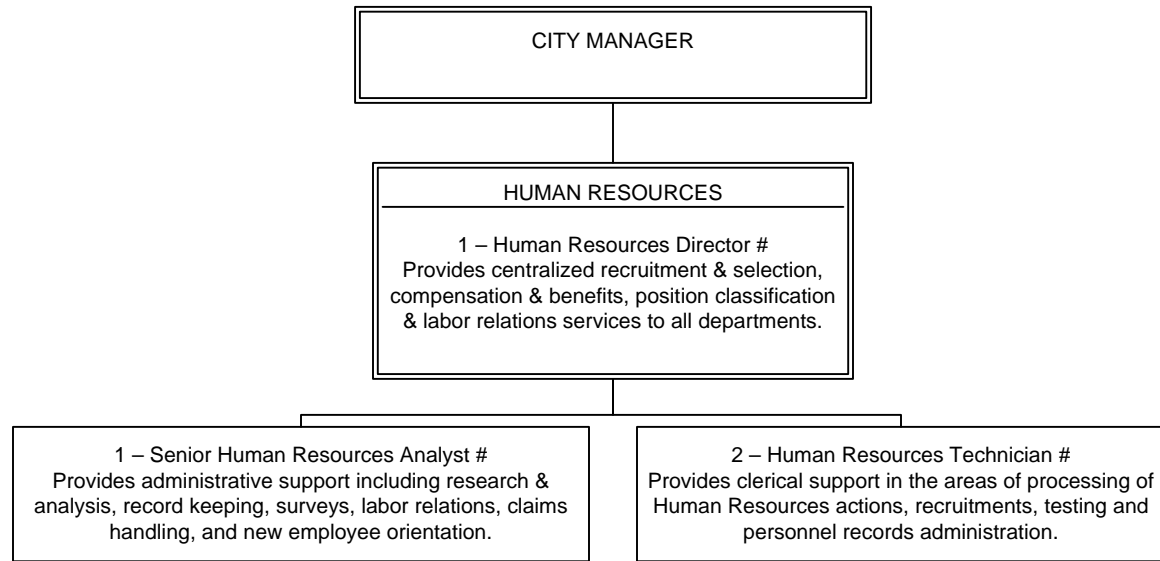 CITY MANAGER
HUMAN RESOURCES
1 – Human Resources Director #
Provides centralized recruitment & selection,
compensation & benefits, position classification
& labor relations services to all departments.
1 – Senior Human Resources Analyst #
Provides administrative support including research &
analysis, record keeping, surveys, labor relations, claims
handling, and new employee orientation.
2 – Human Resources Technician #
Provides clerical support in the areas of processing of
Human Resources actions, recruitments, testing and
personnel records administration.